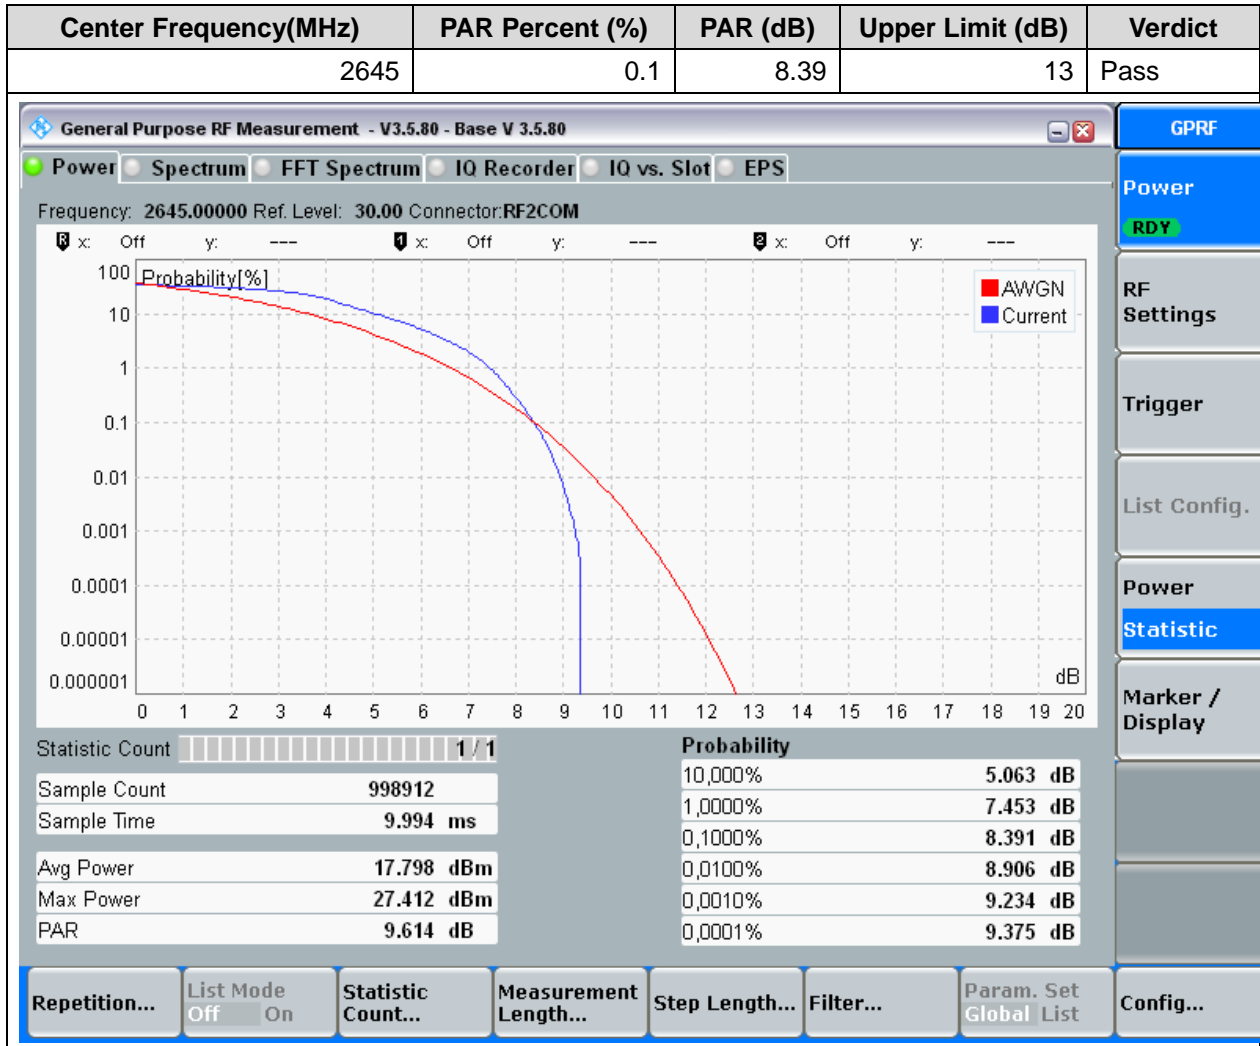 Center Frequency(MHz) PAR Percent (%) PAR (dB) Upper Limit (dB) Verdict
2645 0.1 8.39 13 Pass
General Purpose RF Measurement - V3.5.80 - Base V 3.5.80
GPRF
Power Spectrum FFT Spectrum IQ Recorder IQ vs. Slot EPS
Frequency: 2645.00000 Ref. Level: 30.00 Connector:RF2COM
R x: Off y: --- 1 x: Off y: --- 2 x: Off y: ---
Probability[%]
100
10
1
0.1
0.01
0.001
0.0001
0.00001
0.000001
AWGN
Current
dB
0 1 2 3 4 5 6 7 8 9 10 11 12 13 14 15 16 17 18 19 20
Statistic Count 1 / 1
Sample Count 998912
Sample Time 9.994 ms
Avg Power 17.798 dBm
Max Power 27.412 dBm
PAR 9.614 dB
Probability
10,000% 5.063 dB
1,0000% 7.453 dB
0,1000% 8.391 dB
0,0100% 8.906 dB
0,0010% 9.234 dB
0,0001% 9.375 dB
Power
RDY
RF
Settings
Trigger
List Config.
Power
Statistic
Marker /
Display
Repetition...
List Mode
Off On
Statistic
Count...
Measurement
Length...
Step Length...
Filter...
Param. Set
Global List
Config...